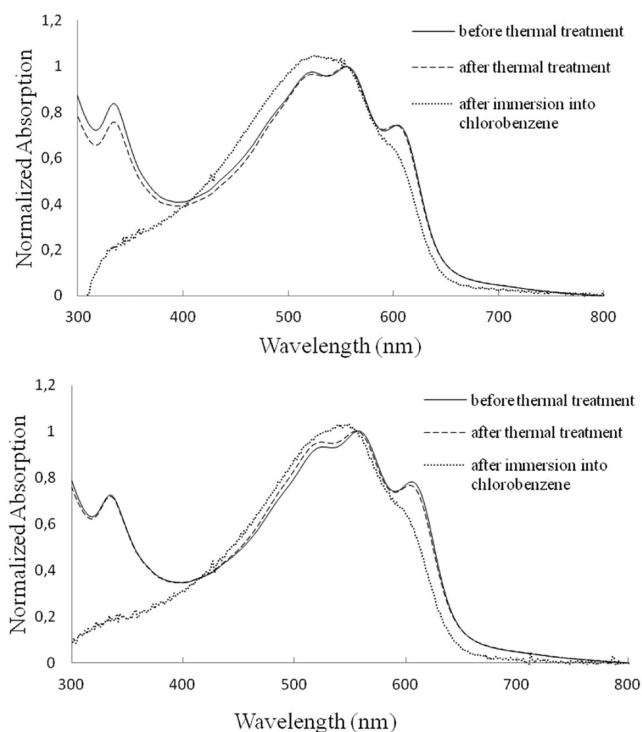 1,2
1
0,8
0,6
0,4
0,2
0
Normalized Absorption
before thermal treatment
after thermal treatment
after immersion into
chlorobenzene
300 400 500 600 700 800
Wavelength (nm)
1,2
1
0,8
0,6
0,4
0,2
0
Normalized Absorption
before thermal treatment
after thermal treatment
after immersion into
chlorobenzene
300 400 500 600 700 800
Wavelength (nm)